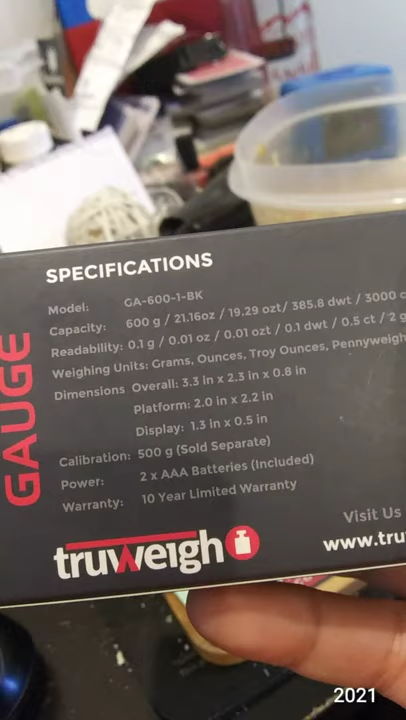 SPECIFICATIONS
Model: GA-600-1-BK
Capacity: 600 g / 21.16oz / 19.29 ozt/ 385.8 dwt / 3000 c
Readability: 0.1 g / 0.01 oz / 0.01 ozt / 0.1 dwt / 0.5 ct / 2 g
Weighing Units: Grams, Ounces, Troy Ounces, Pennyweigh
Dimensions Overall: 3.3 in x 2.3 in x 0.8 in
Platform: 2.0 in x 2.2 in
Display: 1.3 in x 0.5 in
Calibration: 500 g (Sold Separate)
Power: 2 x AAA Batteries (Included)
Warranty: 10 Year Limited Warranty
GAUGE
Visit Us
truweigh
www.tru
2021